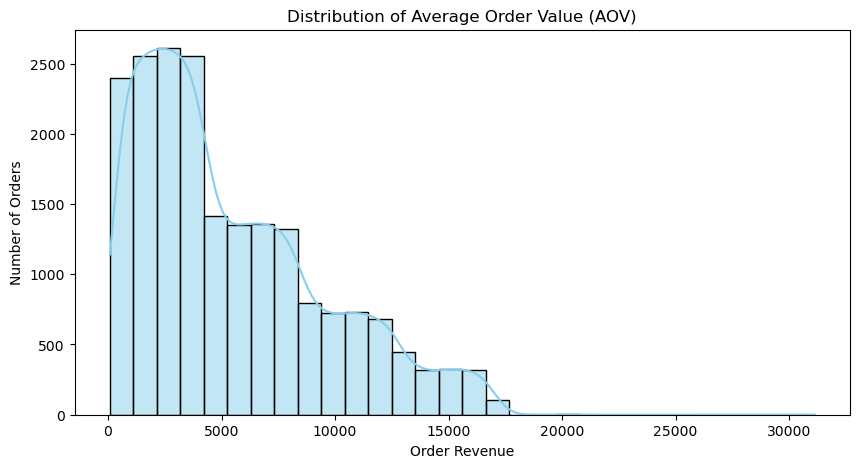 Distribution of Average Order Value (AOV)
Number of Orders
2500
2000
1500
1000
500
0
0 5000 10000 15000 20000 25000 30000
Order Revenue